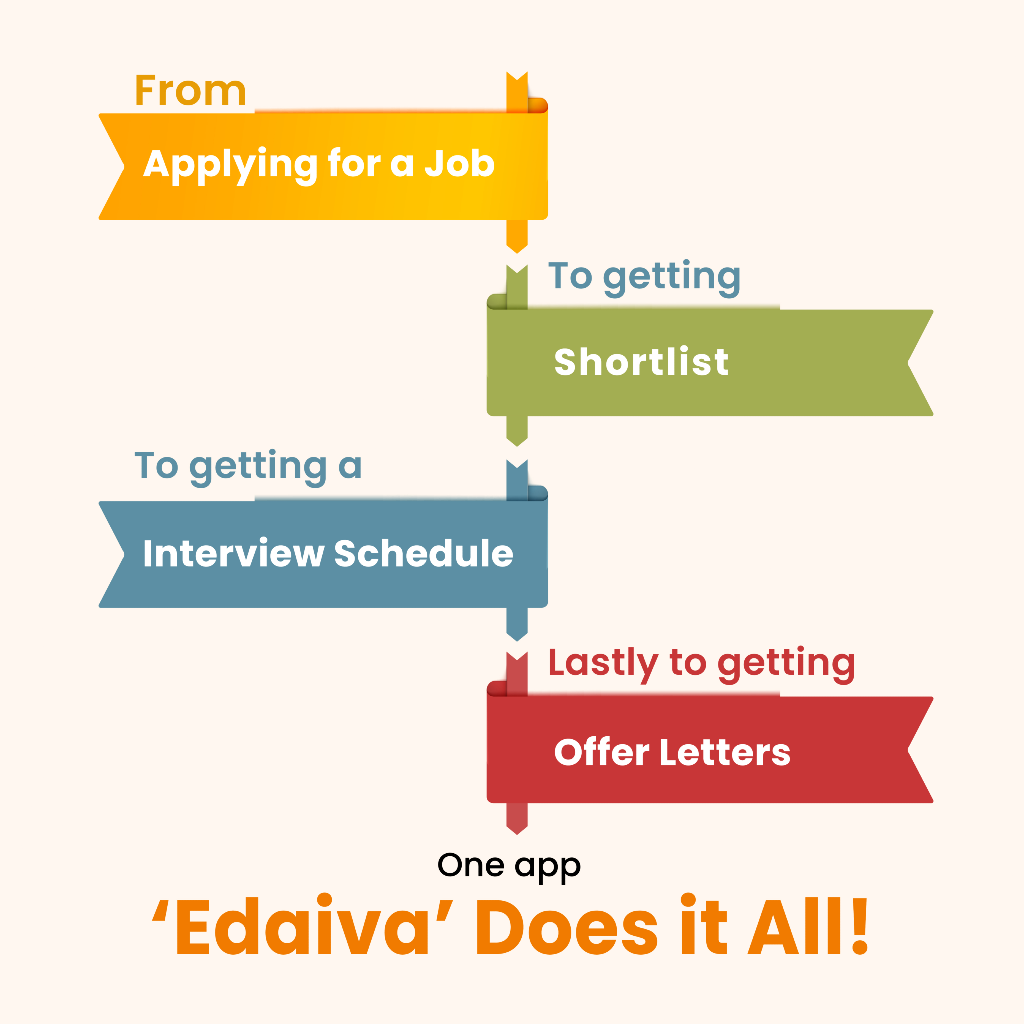 From
Applying for a Job
To getting
Shortlist
To getting a
Interview Schedule
Lastly to getting
Offer Letters
One app
‘Edaiva’ Does it All!